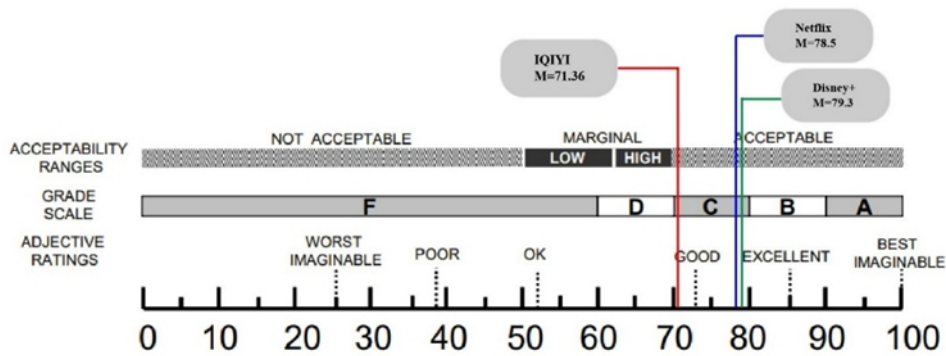 Netflix
M=78.5
IQIYI
M=71.36
Disney+
M=79.3
ACCEPTABILITY
RANGES
NOT ACCEPTABLE
MARGINAL
ACCEPTABLE
LOW
HIGH
GRADE
SCALE
F
D
C
B
A
ADJECTIVE
RATINGS
WORST
IMAGINABLE
POOR
OK
GOOD
EXCELLENT
BEST
IMAGINABLE
0 10 20 30 40 50 60 70 80 90 100